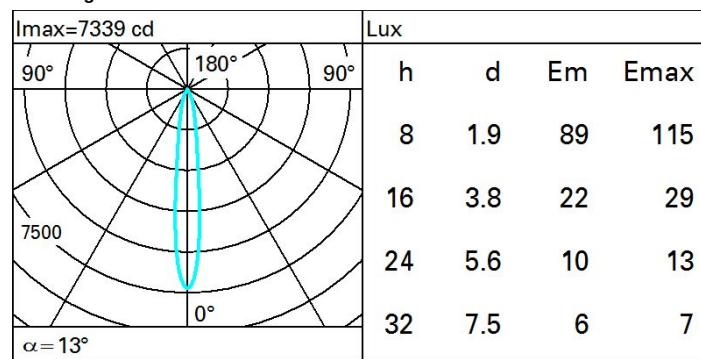 Imax=7339 cd
Lux
90° 180° 90°
7500
0°
α=13°
h d Em Emax
8 1.9 89 115
16 3.8 22 29
24 5.6 10 13
32 7.5 6 7